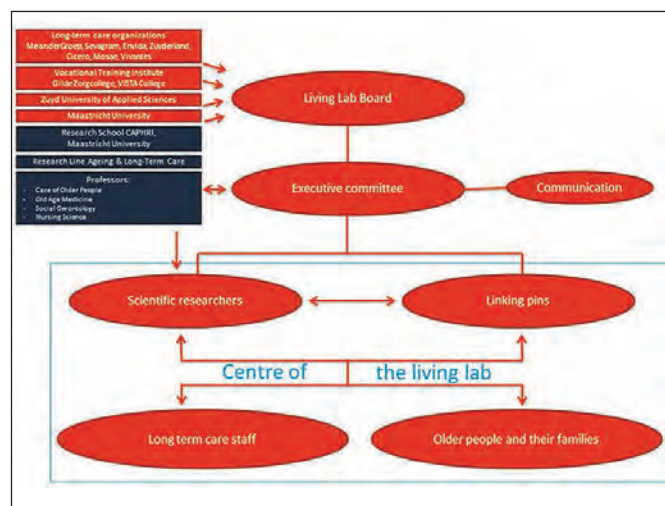 Long-term care organizations
MeanderGroep, Sevagram, Envida, Zuyderland,
Cicero, Mosae, Vivantes
Vocational Training Institute
Gilde Zorgcollege, VISTA College
Zuyd University of Applied Sciences
Maastricht University
Research School CAPHRI,
Maastricht University
Research Line Ageing & Long-Term Care
Professors:
• Care of Older People
• Old Age Medicine
• Social Gerontology
• Nursing Science
Living Lab Board
Executive committee
Communication
Scientific researchers
Linking pins
Centre of the living lab
Long term care staff
Older people and their families